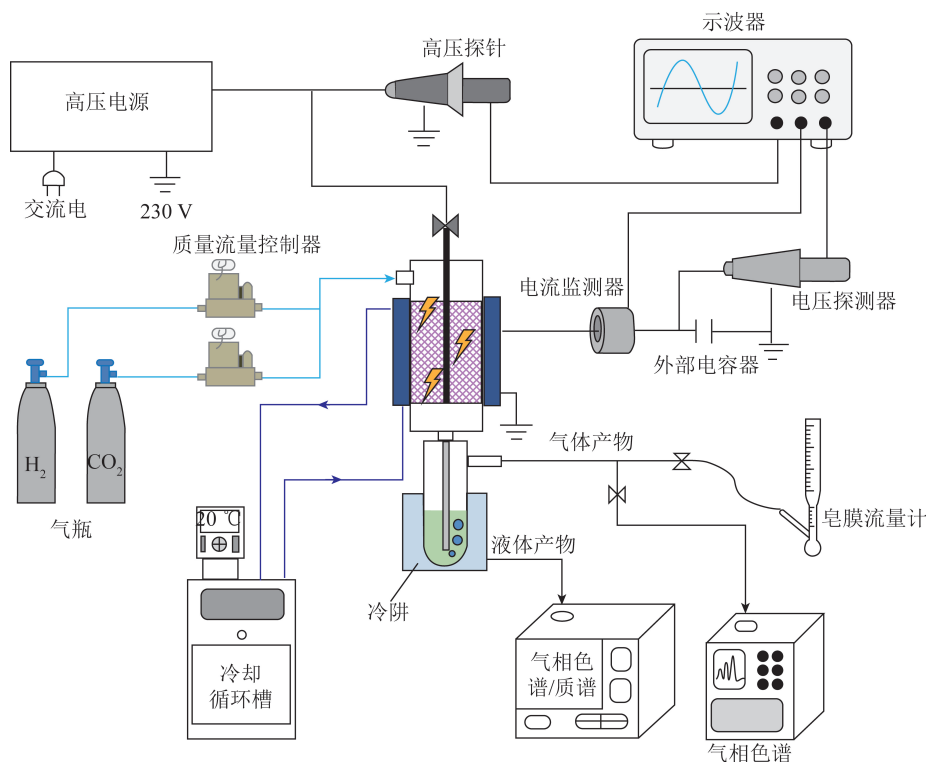 示波器
高压探针
高压电源
交流电
230 V
质量流量控制器
电流监测器
电压探测器
外部电容器
H2
CO2
气瓶
气体产物
皂膜流量计
20 ℃
液体产物
冷阱
冷却
循环槽
气相色
谱/质谱
气相色谱